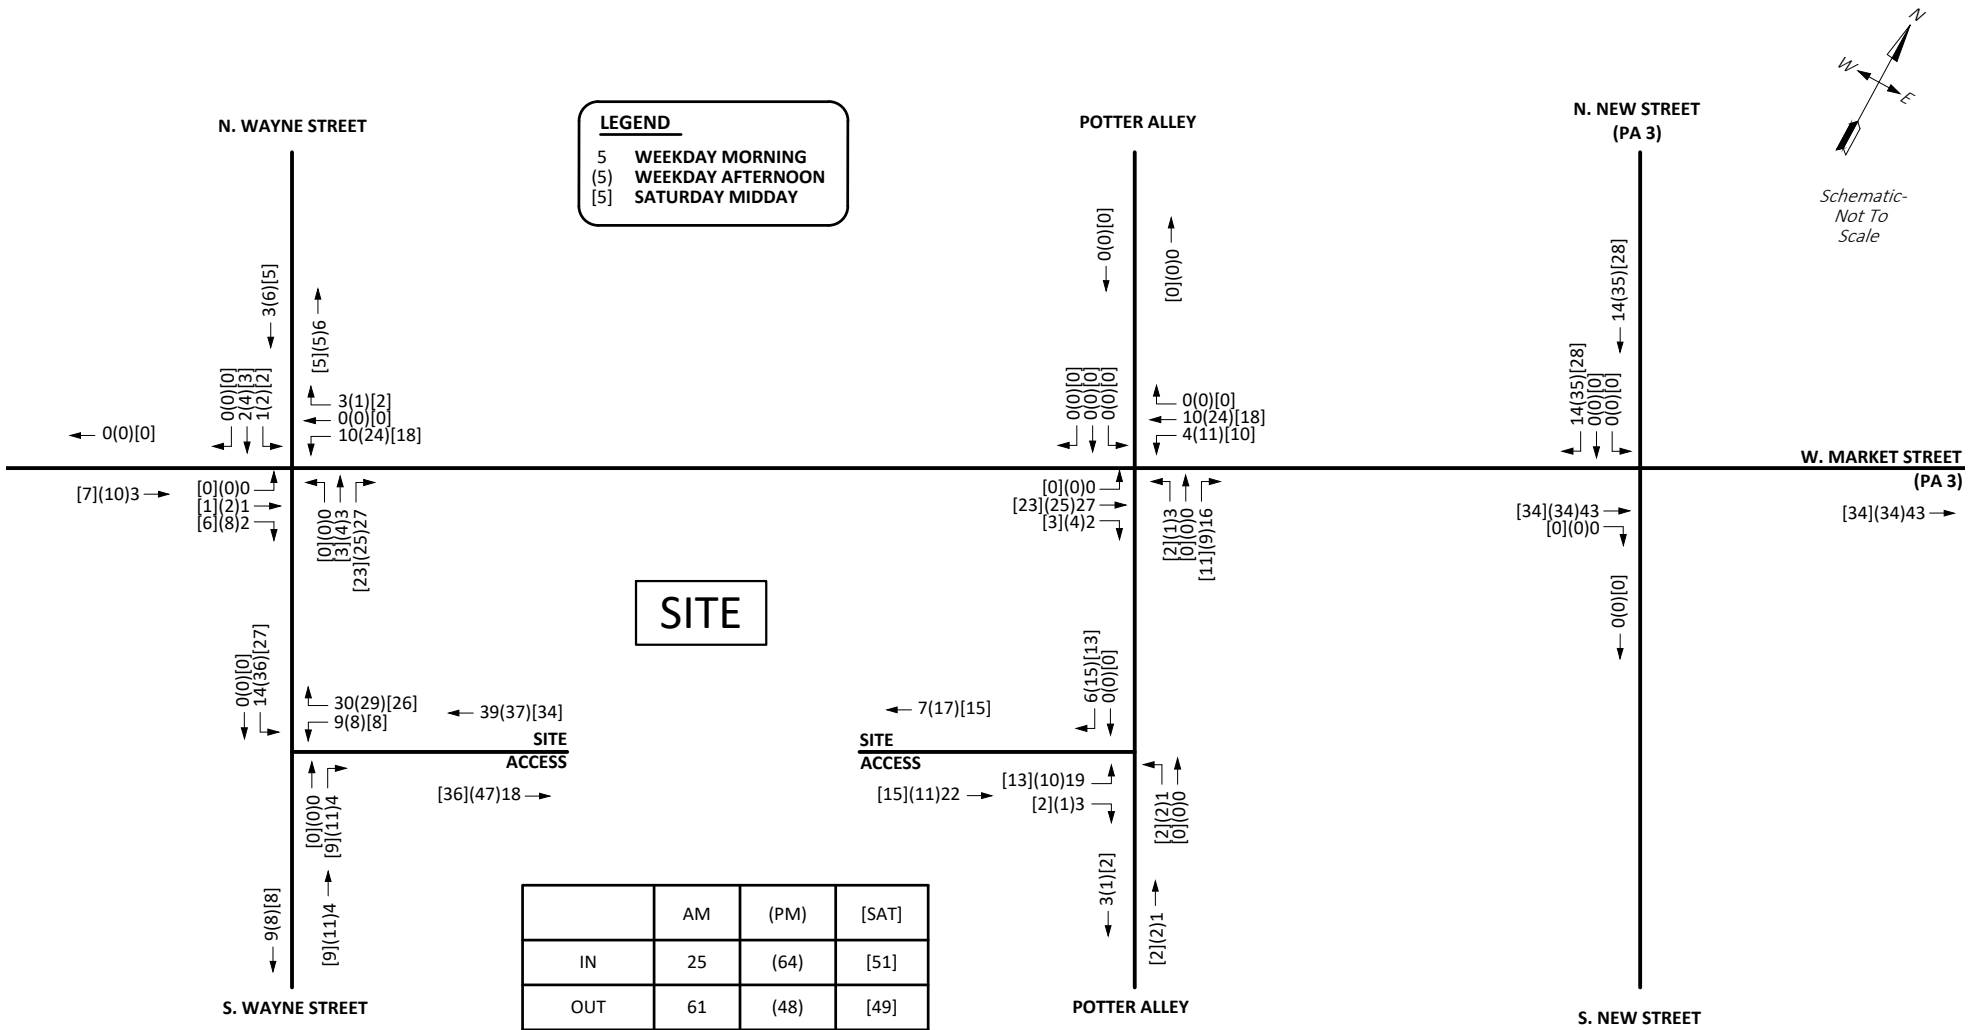 N
W
E
Schematic-
Not To
Scale
N. WAYNE STREET
LEGEND
5 WEEKDAY MORNING
(5) WEEKDAY AFTERNOON
[5] SATURDAY MIDDAY
POTTER ALLEY
N. NEW STREET
(PA 3)
3(6)[5]
[5](5)6
0(0)[0]
2(4)[3]
1(2)[2]
3(1)[2]
0(0)[0]
10(24)[18]
0(0)[0]
[7](10)3
[0](0)0
[1](2)1
[6](8)2
[0](0)0
[3](4)3
[23](25)27
0(0)[0]
[0](0)0
0(0)[0]
0(0)[0]
0(0)[0]
0(0)[0]
10(24)[18]
4(11)[10]
[0](0)0
[23](25)27
[3](4)2
[2](1)3
[0](0)0
[11](9)16
14(35)[28]
14(35)[28]
0(0)[0]
0(0)[0]
W. MARKET STREET
(PA 3)
[34](34)43
[0](0)0
[34](34)43
0(0)[0]
SITE
0(0)[0]
14(36)[27]
30(29)[26]
9(8)[8]
39(37)[34]
SITE
ACCESS
[36](47)18
[0](0)0
[9](11)4
9(8)[8]
[9](11)4
S. WAYNE STREET
7(17)[15]
SITE
ACCESS
[15](11)22
6(15)[13]
0(0)[0]
[13](10)19
[2](1)3
[2](2)1
[0](0)0
3(1)[2]
[2](2)1
POTTER ALLEY
S. NEW STREET
AM (PM) [SAT]
IN 25 (64) [51]
OUT 61 (48) [49]